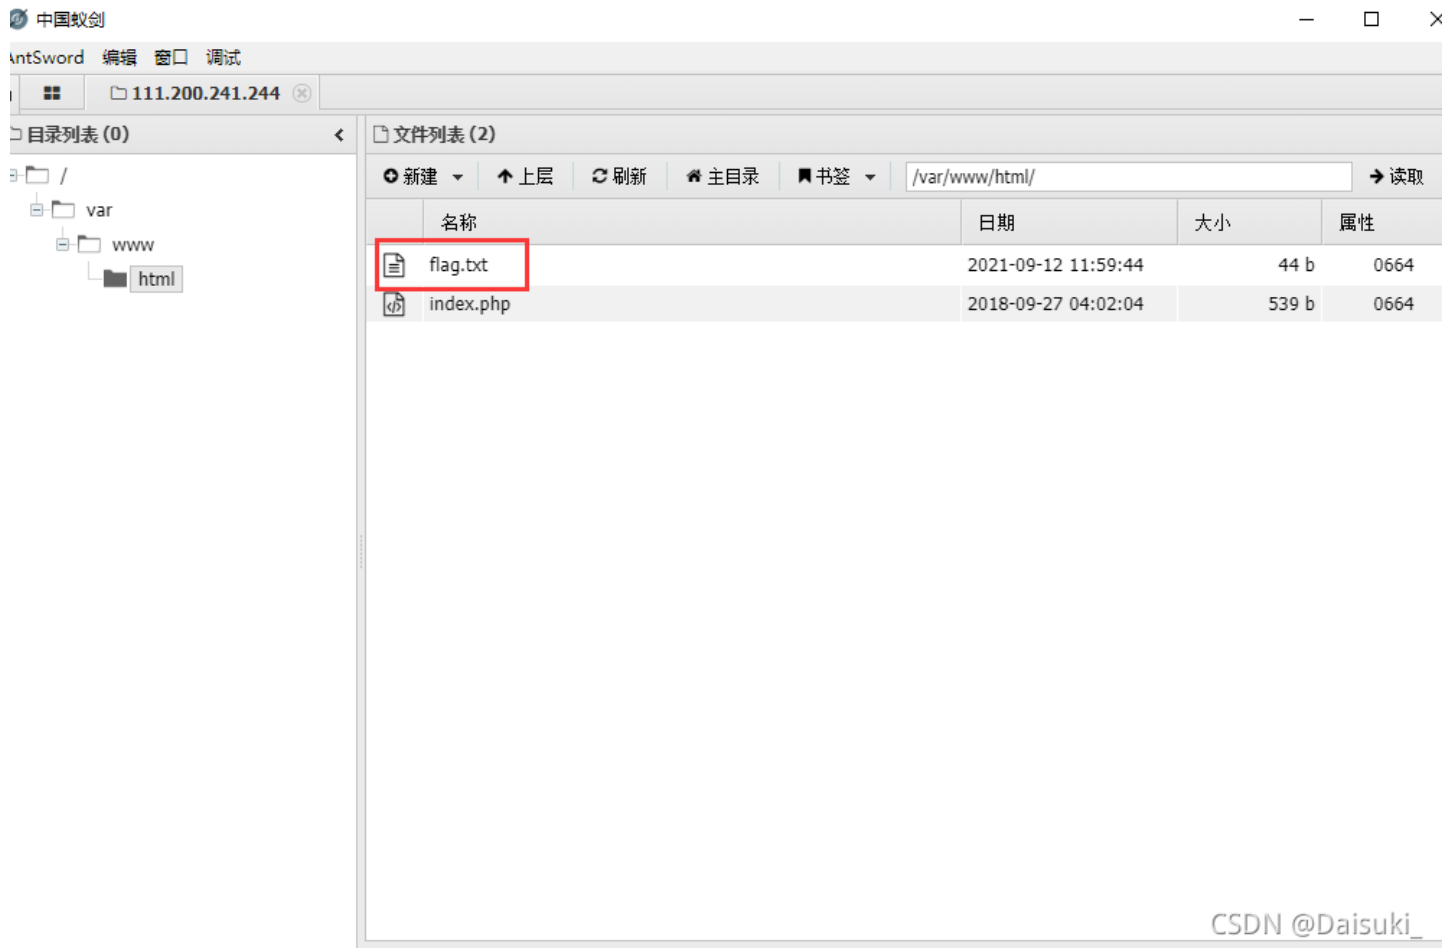 中国蚁剑
AntSword 编辑 窗口 调试
111.200.241.244
目录列表 (0)
文件列表 (2)
新建 上层 刷新 主目录 书签 /var/www/html/ 读取
名称 日期 大小 属性
/
var
www
html
flag.txt 2021-09-12 11:59:44 44 b 0664
index.php 2018-09-27 04:02:04 539 b 0664
CSDN @Daisuki_